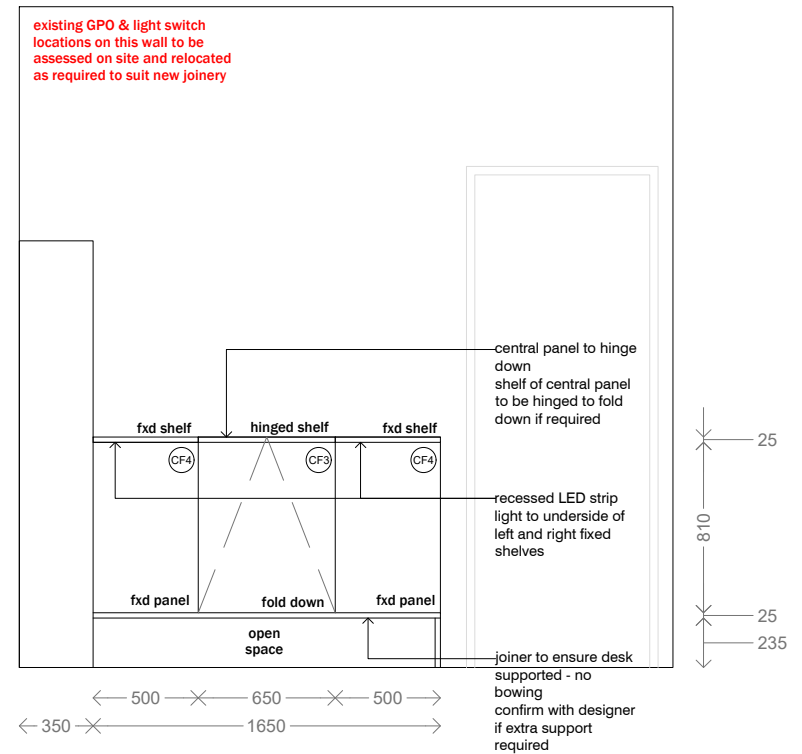 existing GPO & light switch
locations on this wall to be
assessed on site and relocated
as required to suit new joinery
central panel to hinge
down
shelf of central panel
to be hinged to fold
down if required
fxd shelf
hinged shelf
fxd shelf
CF4
CF3
CF4
25
recessed LED strip
light to underside of
left and right fixed
shelves
810
fxd panel
fold down
fxd panel
25
open
space
235
joiner to ensure desk
supported - no
bowing
confirm with designer
if extra support
required
500
650
500
350
1650